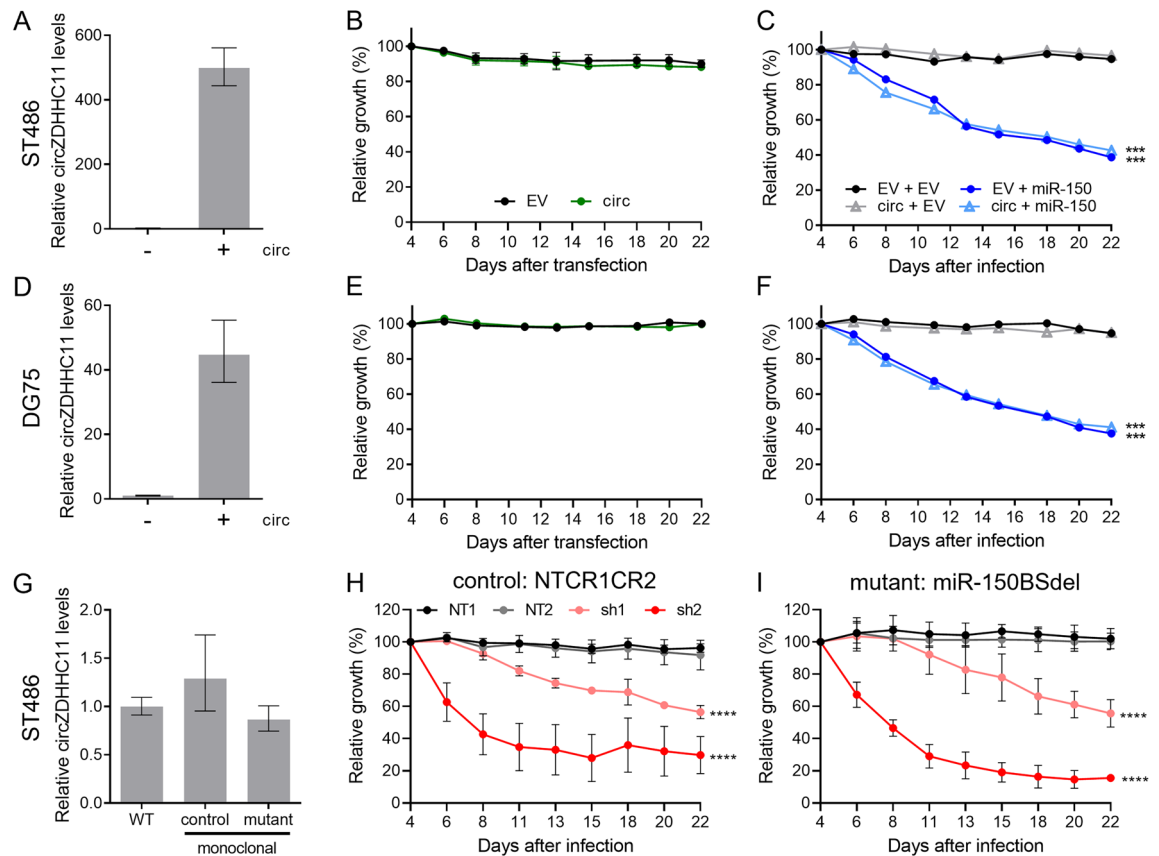 A
ST486
Relative circZDHHC11 levels
600
400
200
0
- + circ
B
Relative growth (%)
100
80
60
40
20
0
EV circ
4 6 8 10 11 13 14 16 18 20 22
Days after transfection
C
Relative growth (%)
100
80
60
40
20
0
EV + EV EV + miR-150
circ + EV circ + miR-150
***
***
4 6 8 10 12 14 16 18 20 22
Days after infection
D
DG75
Relative circZDHHC11 levels
60
40
20
0
- + circ
E
Relative growth (%)
100
80
60
40
20
0
4 6 8 10 11 13 14 16 18 20 22
Days after transfection
F
Relative growth (%)
100
80
60
40
20
0
***
***
4 6 8 10 12 14 16 18 20 22
Days after infection
G
ST486
Relative circZDHHC11 levels
2.0
1.5
1.0
0.5
0.0
WT control mutant
monoclonal
H
control: NTCR1CR2
Relative growth (%)
120
100
80
60
40
20
0
NT1 NT2 sh1 sh2
****
****
4 6 8 11 13 15 18 20 22
Days after infection
I
mutant: miR-150BSdel
Relative growth (%)
120
100
80
60
40
20
0
****
****
4 6 8 11 13 15 18 20 22
Days after infection